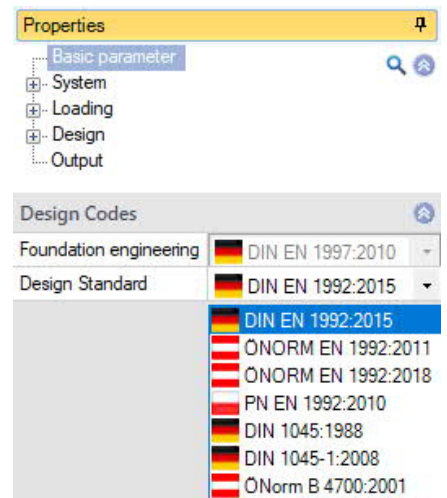 Properties
Basic parameter
System
Loading
Design
Output
Design Codes
Foundation engineering DIN EN 1997:2010
Design Standard DIN EN 1992:2015
DIN EN 1992:2015
ÖNORM EN 1992:2011
ÖNORM EN 1992:2018
PN EN 1992:2010
DIN 1045:1988
DIN 1045-1:2008
ÖNorm B 4700:2001